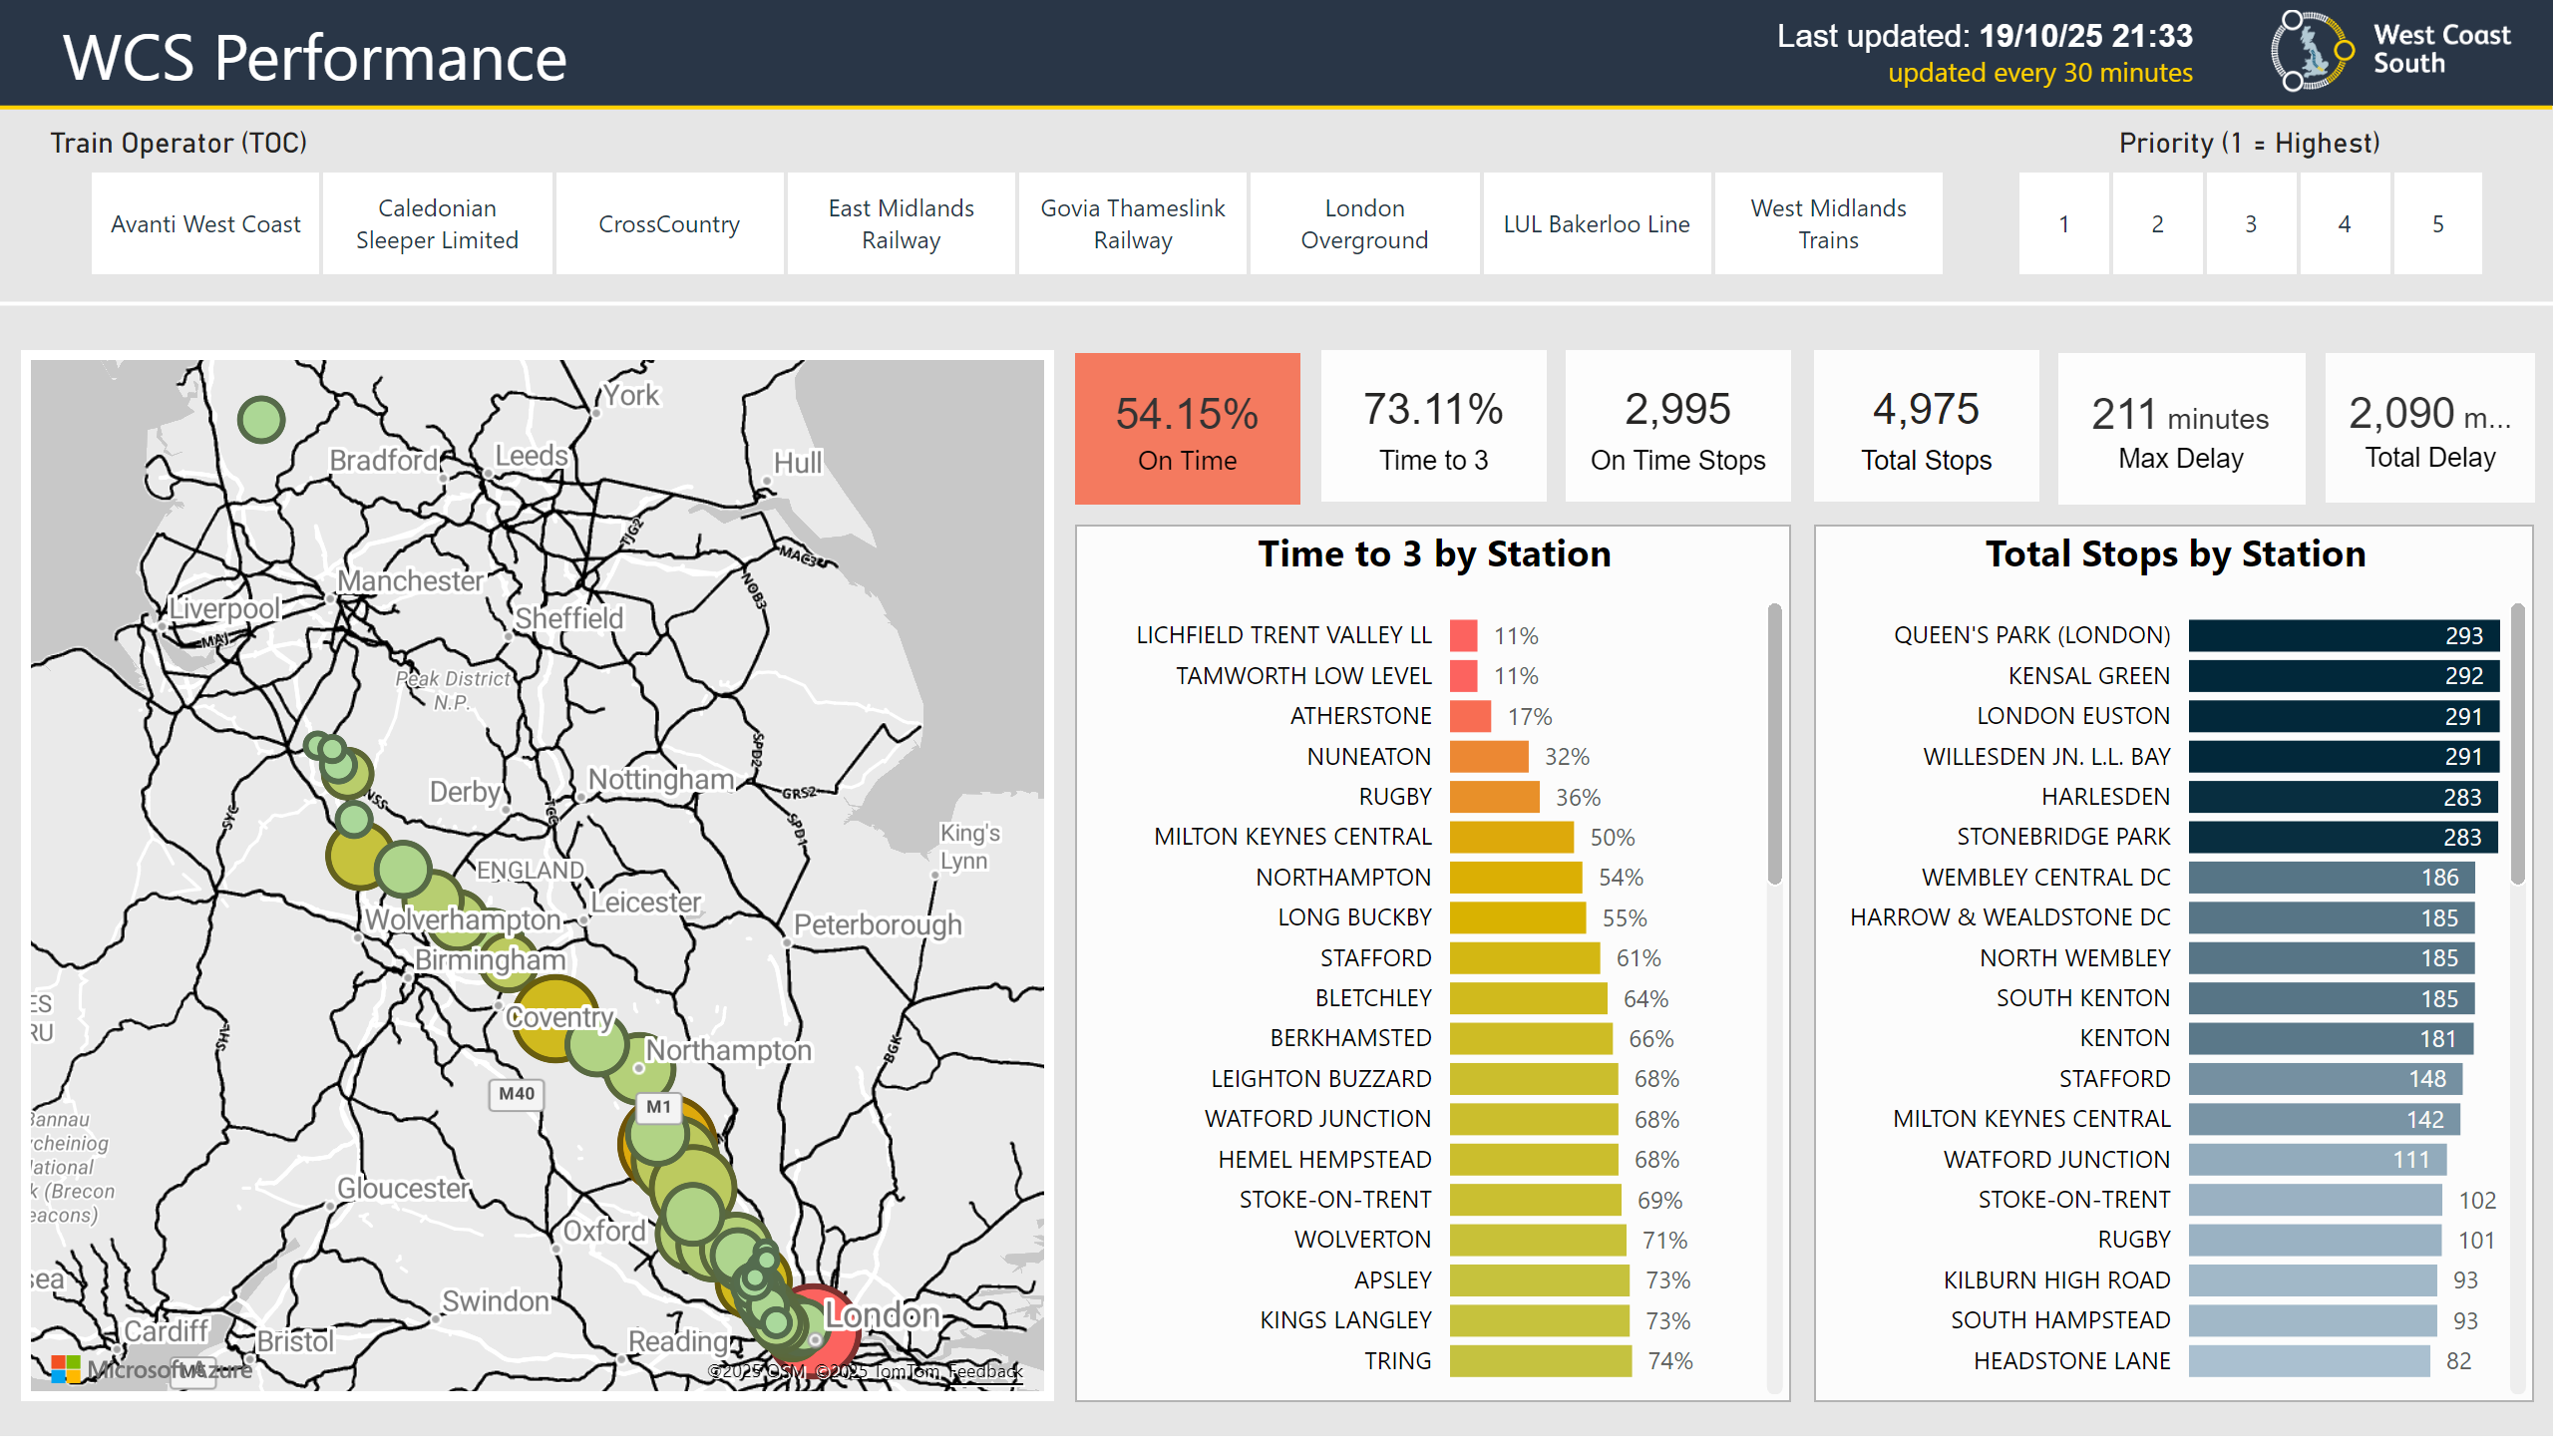 WCS Performance
Last updated: 19/10/25 21:33
updated every 30 minutes
West Coast
South
Train Operator (TOC)
Priority (1 = Highest)
Avanti West Coast
Caledonian
Sleeper Limited
CrossCountry
East Midlands
Railway
Govia Thameslink
Railway
London
Overground
LUL Bakerloo Line
West Midlands
Trains
1
2
3
4
5
York
Bradford
Leeds
Hull
TJG2
MAC3
NOB3
Manchester
Liverpool
MAJ
Sheffield
Peak District
N.P.
SPD2
Derby
Nottingham
GRS2
SYC
TCC
SPD1
King's
Lynn
ENGLAND
Leicester
Wolverhampton
Peterborough
Birmingham
Coventry
Northampton
SHL
BGK
M40
M1
Gloucester
Oxford
Swindon
London
Cardiff
Bristol
Reading
M5
Microsoft Azure
©2025 OSM ©2025 TomTom Feedback
54.15%
On Time
73.11%
Time to 3
2,995
On Time Stops
4,975
Total Stops
211 minutes
Max Delay
2,090 m...
Total Delay
Time to 3 by Station
LICHFIELD TRENT VALLEY LL 11%
TAMWORTH LOW LEVEL 11%
ATHERSTONE 17%
NUNEATON 32%
RUGBY 36%
MILTON KEYNES CENTRAL 50%
NORTHAMPTON 54%
LONG BUCKBY 55%
STAFFORD 61%
BLETCHLEY 64%
BERKHAMSTED 66%
LEIGHTON BUZZARD 68%
WATFORD JUNCTION 68%
HEMEL HEMPSTEAD 68%
STOKE-ON-TRENT 69%
WOLVERTON 71%
APSLEY 73%
KINGS LANGLEY 73%
TRING 74%
Total Stops by Station
QUEEN'S PARK (LONDON) 293
KENSAL GREEN 292
LONDON EUSTON 291
WILLESDEN JN. L.L. BAY 291
HARLESDEN 283
STONEBRIDGE PARK 283
WEMBLEY CENTRAL DC 186
HARROW & WEALDSTONE DC 185
NORTH WEMBLEY 185
SOUTH KENTON 185
KENTON 181
STAFFORD 148
MILTON KEYNES CENTRAL 142
WATFORD JUNCTION 111
STOKE-ON-TRENT 102
RUGBY 101
KILBURN HIGH ROAD 93
SOUTH HAMPSTEAD 93
HEADSTONE LANE 82